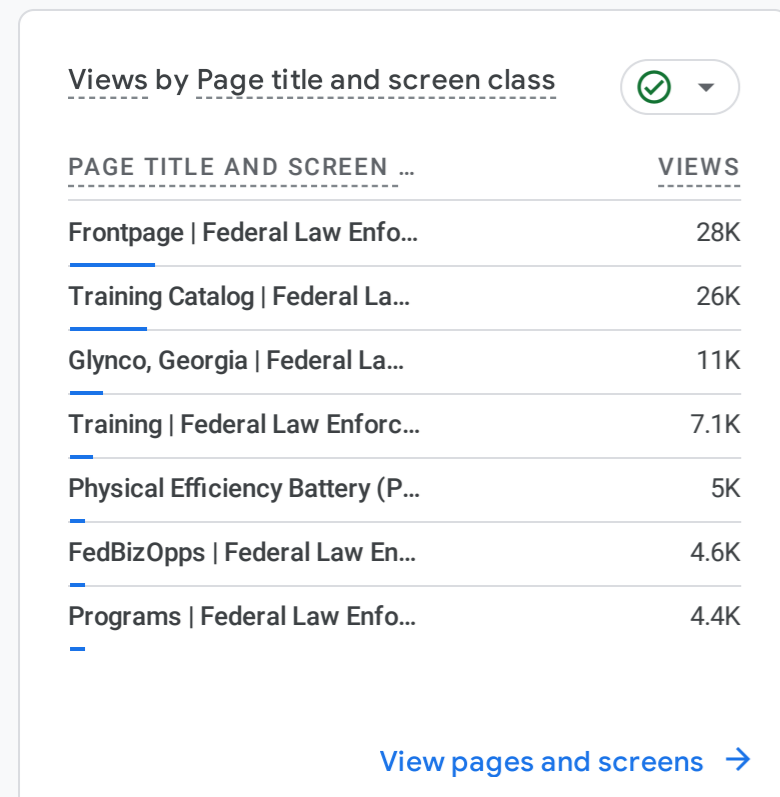 Views by Page title and screen class
PAGE TITLE AND SCREEN ... VIEWS
Frontpage | Federal Law Enfo... 28K
Training Catalog | Federal La... 26K
Glynco, Georgia | Federal La... 11K
Training | Federal Law Enforc... 7.1K
Physical Efficiency Battery (P... 5K
FedBizOpps | Federal Law En... 4.6K
Programs | Federal Law Enfo... 4.4K
View pages and screens